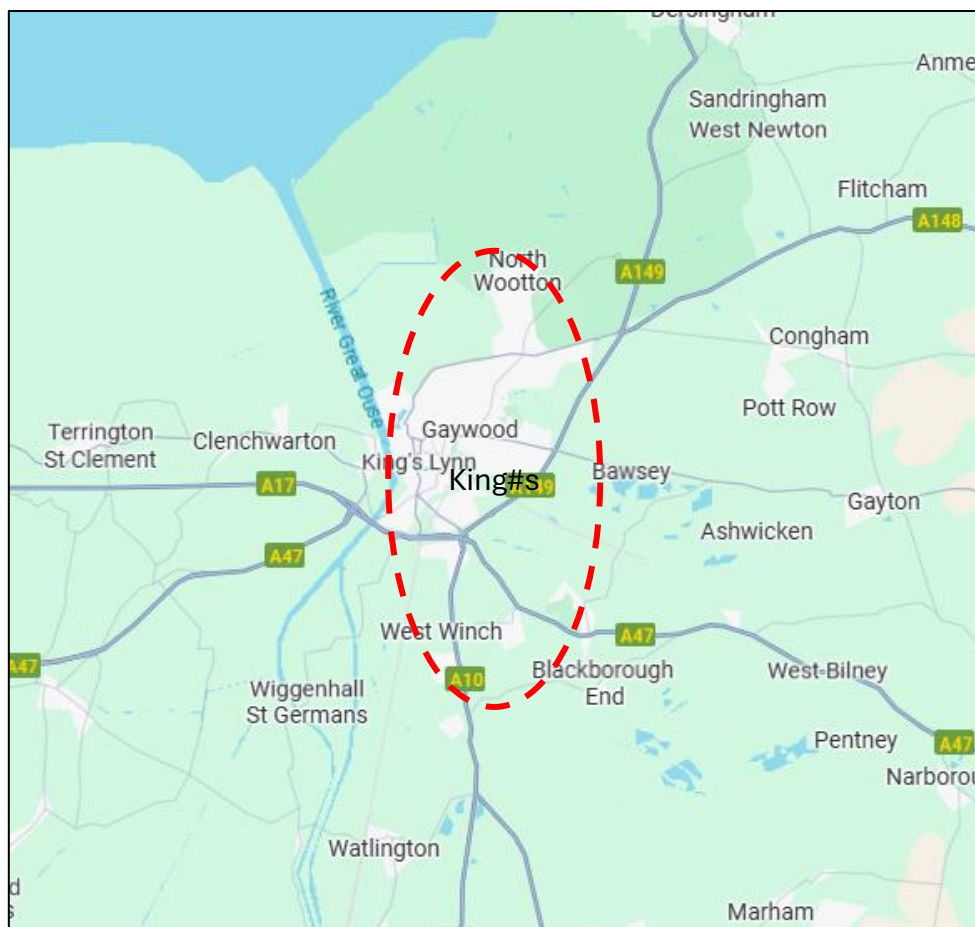 Dersingham
Anme
Sandringham
West Newton
Flitcham
A148
North
Wootton
A149
River Great Ouse
Congham
Pott Row
Gaywood
Terrington
St Clement
Clenchwarton
King's Lynn
King#s
A149
Bawsey
A17
Gayton
Ashwicken
A47
West Winch
A47
A47
A10
Blackborough
End
West-Bilney
Wiggenhall
St Germans
Pentney
A47
Narborou
Watlington
Marham
d
s